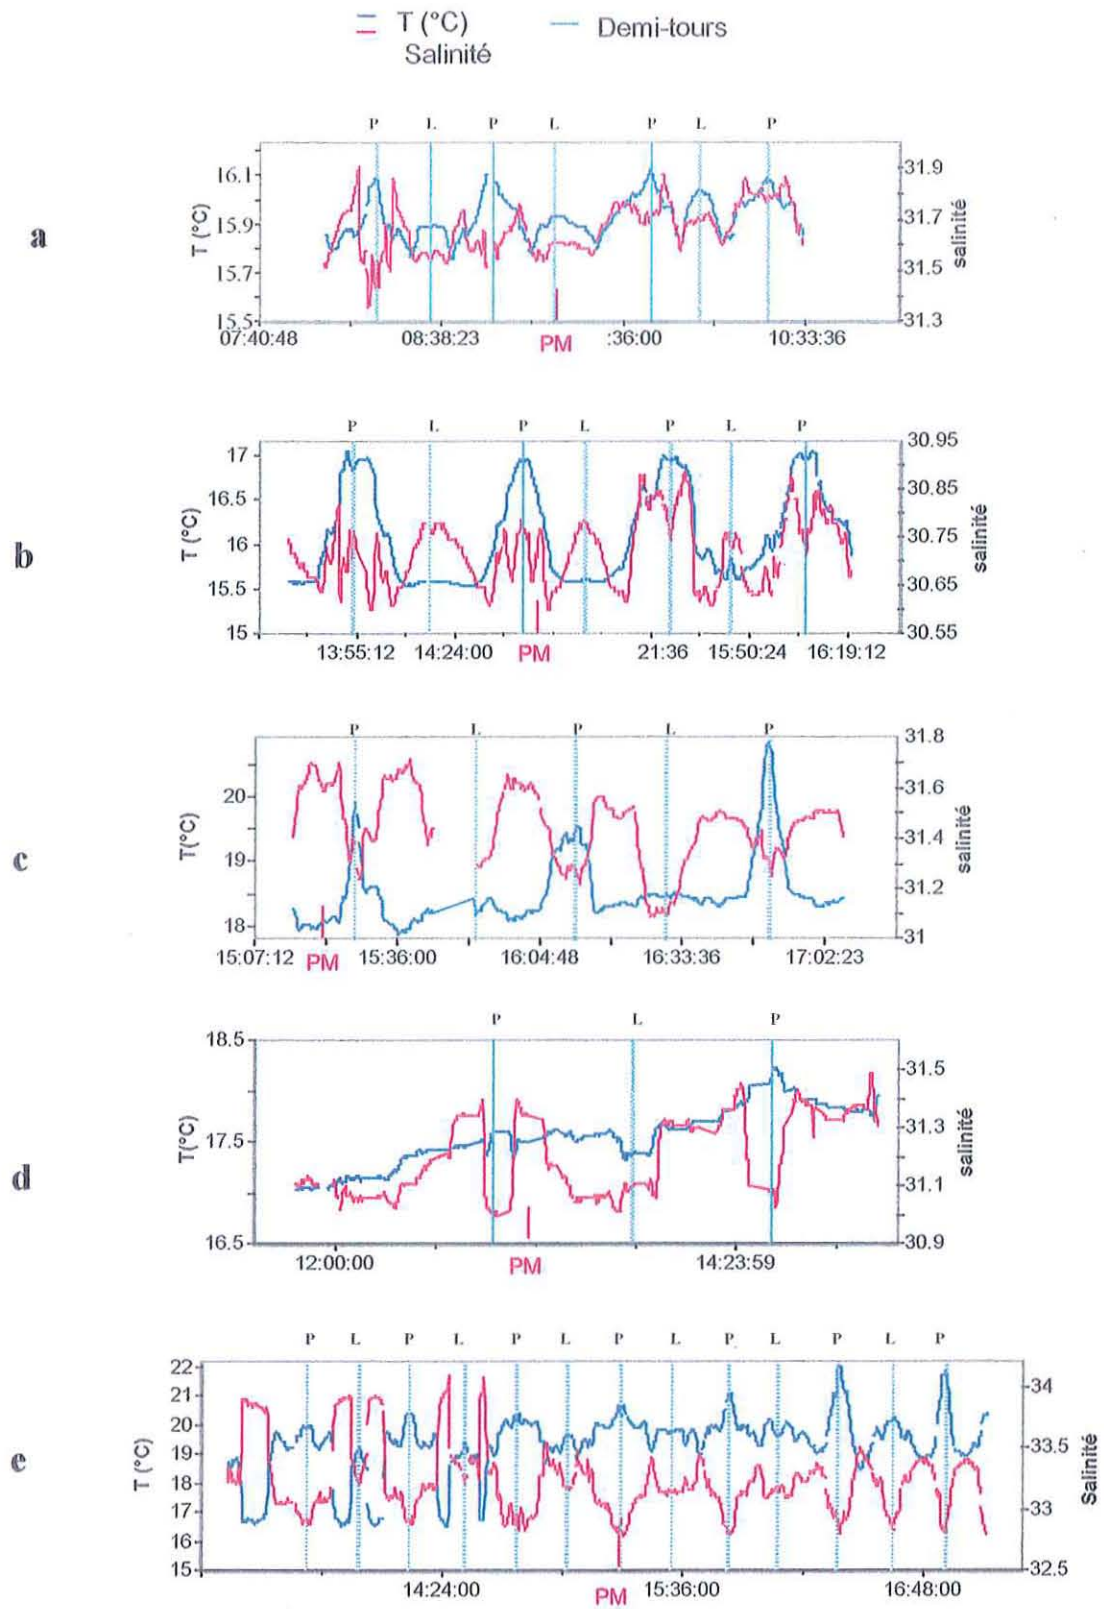 T (°C) Demi-tours
Salinité
a
P L P L P L P
16.1
15.9
15.7
15.5
T (°C)
31.9
31.7
31.5
31.3
salinité
07:40:48 08:38:23 PM :36:00 10:33:36
b
P L P L P L P
17
16.5
16
15.5
15
T (°C)
30.95
30.85
30.75
30.65
30.55
salinité
13:55:12 14:24:00 PM 21:36 15:50:24 16:19:12
c
P L P L P
20
19
18
T(°C)
31.8
31.6
31.4
31.2
31
salinité
15:07:12 PM 15:36:00 16:04:48 16:33:36 17:02:23
d
P L P
18.5
17.5
16.5
T(°C)
31.5
31.3
31.1
30.9
salinité
12:00:00 PM 14:23:59
e
P L P L P L P L P L P L P
22
21
20
19
18
17
16
15
T (°C)
34
33.5
33
32.5
Salinité
14:24:00 PM 15:36:00 16:48:00